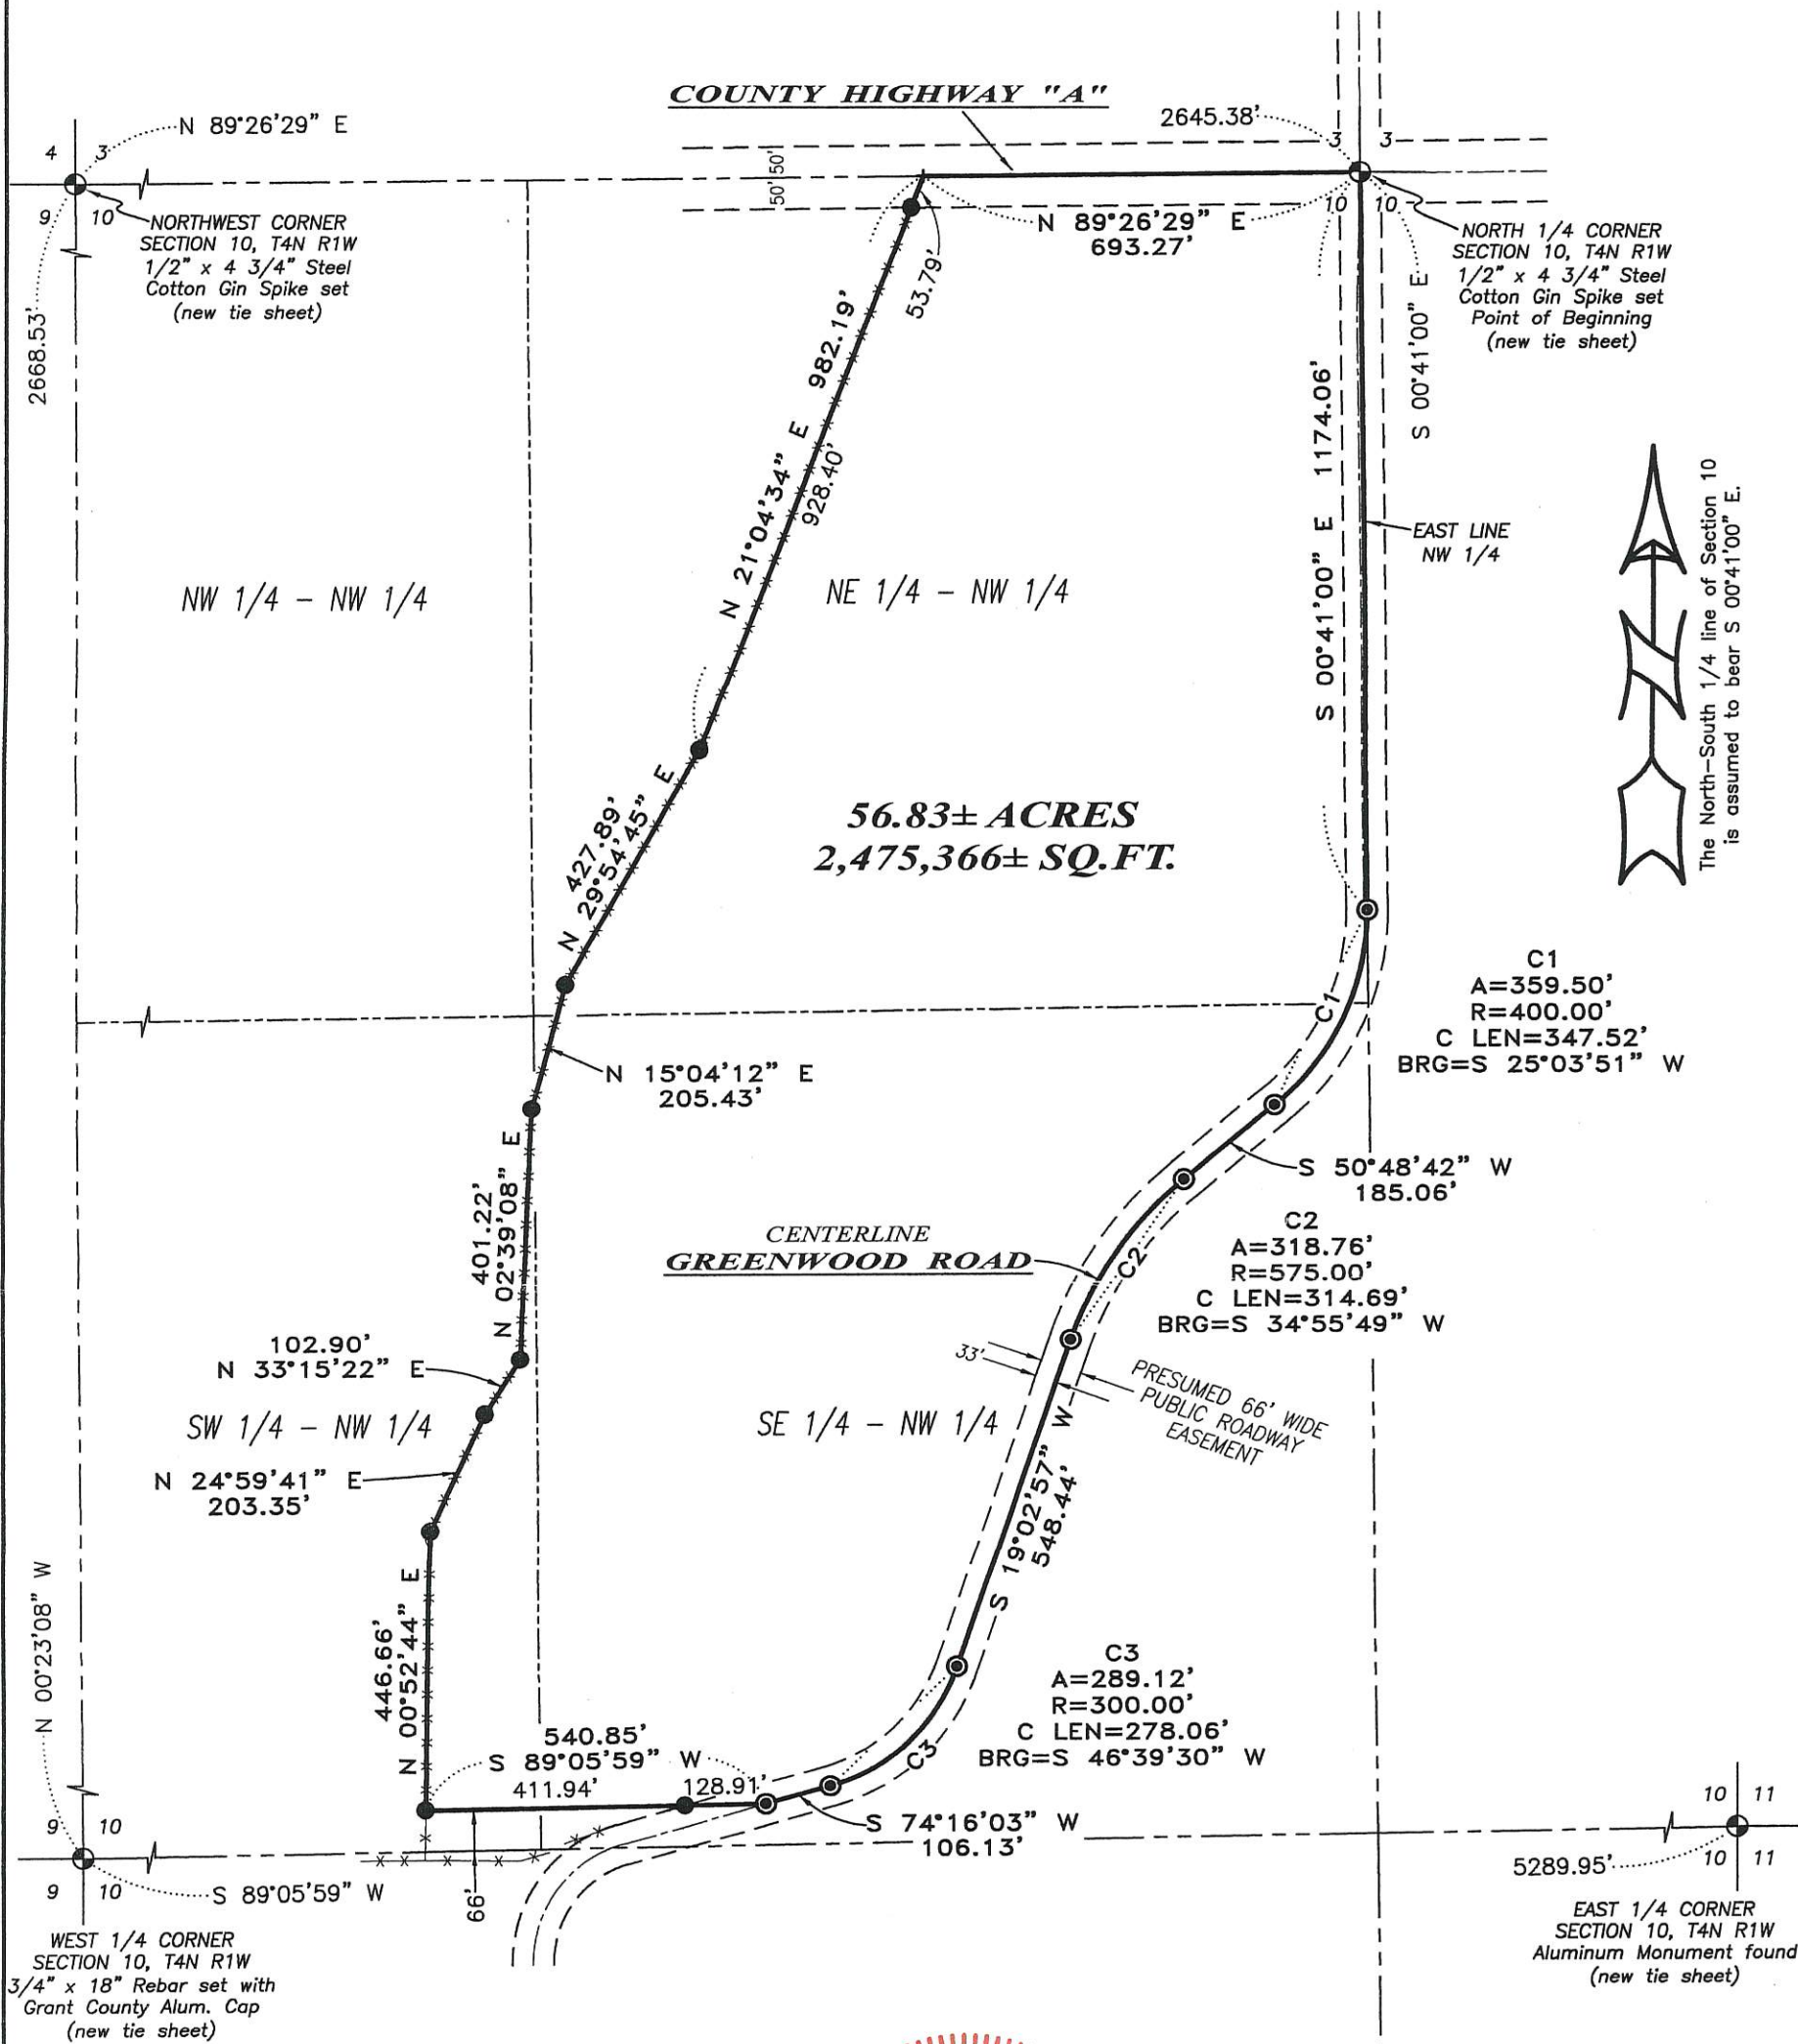 COUNTY HIGHWAY "A"
2645.38'
N 89°26'29" E
4 3
9 10
3 3
10 10
NORTHWEST CORNER
SECTION 10, T4N R1W
1/2" x 4 3/4" Steel
Cotton Gin Spike set
(new tie sheet)
2668.53'
50' 50'
N 89°26'29" E
693.27'
53.79'
NORTH 1/4 CORNER
SECTION 10, T4N R1W
1/2" x 4 3/4" Steel
Cotton Gin Spike set
Point of Beginning
(new tie sheet)
S 00°41'00" E
N 21°04'34" E 982.19'
928.40'
S 00°41'00" E 1174.06'
EAST LINE
NW 1/4
The North-South 1/4 line of Section 10
is assumed to bear S 00°41'00" E.
N
NW 1/4 - NW 1/4
NE 1/4 - NW 1/4
427.89'
N 29°54'45" E
56.83± ACRES
2,475,366± SQ.FT.
C1
C1
A=359.50'
R=400.00'
C LEN=347.52'
BRG=S 25°03'51" W
N 15°04'12" E
205.43'
S 50°48'42" W
185.06'
401.22'
N 02°39'08" E
CENTERLINE
GREENWOOD ROAD
C2
C2
A=318.76'
R=575.00'
C LEN=314.69'
BRG=S 34°55'49" W
102.90'
N 33°15'22" E
33'
PRESUMED 66' WIDE
PUBLIC ROADWAY
EASEMENT
SW 1/4 - NW 1/4
SE 1/4 - NW 1/4
N 24°59'41" E
203.35'
S 19°02'57" W
548.44'
N 00°23'08" W
446.66'
N 00°52'44" E
C3
A=289.12'
R=300.00'
C LEN=278.06'
BRG=S 46°39'30" W
C3
540.85'
S 89°05'59" W
411.94' 128.91'
S 74°16'03" W
106.13'
9 10
9 10
S 89°05'59" W
66'
10 11
10 11
5289.95'
WEST 1/4 CORNER
SECTION 10, T4N R1W
3/4" x 18" Rebar set with
Grant County Alum. Cap
(new tie sheet)
EAST 1/4 CORNER
SECTION 10, T4N R1W
Aluminum Monument found
(new tie sheet)